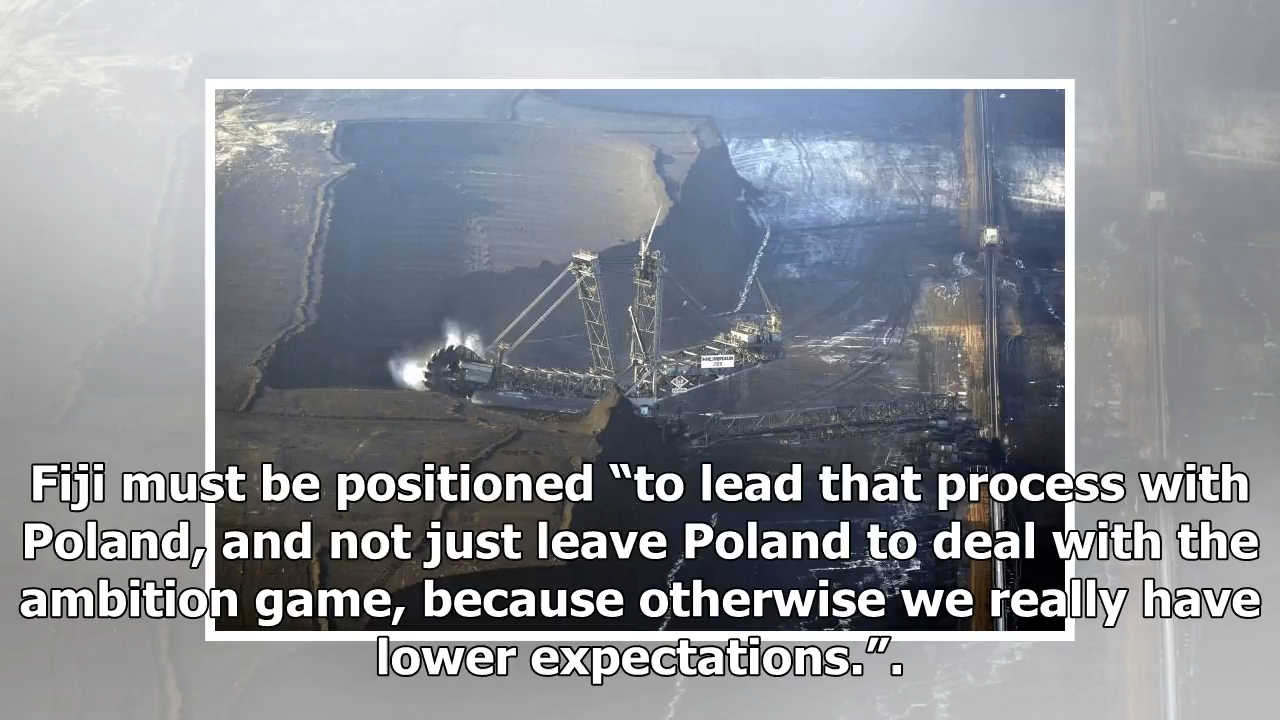 Fiji must be positioned “to lead that process with
Poland, and not just leave Poland to deal with the
ambition game, because otherwise we really have
lower expectations.”.